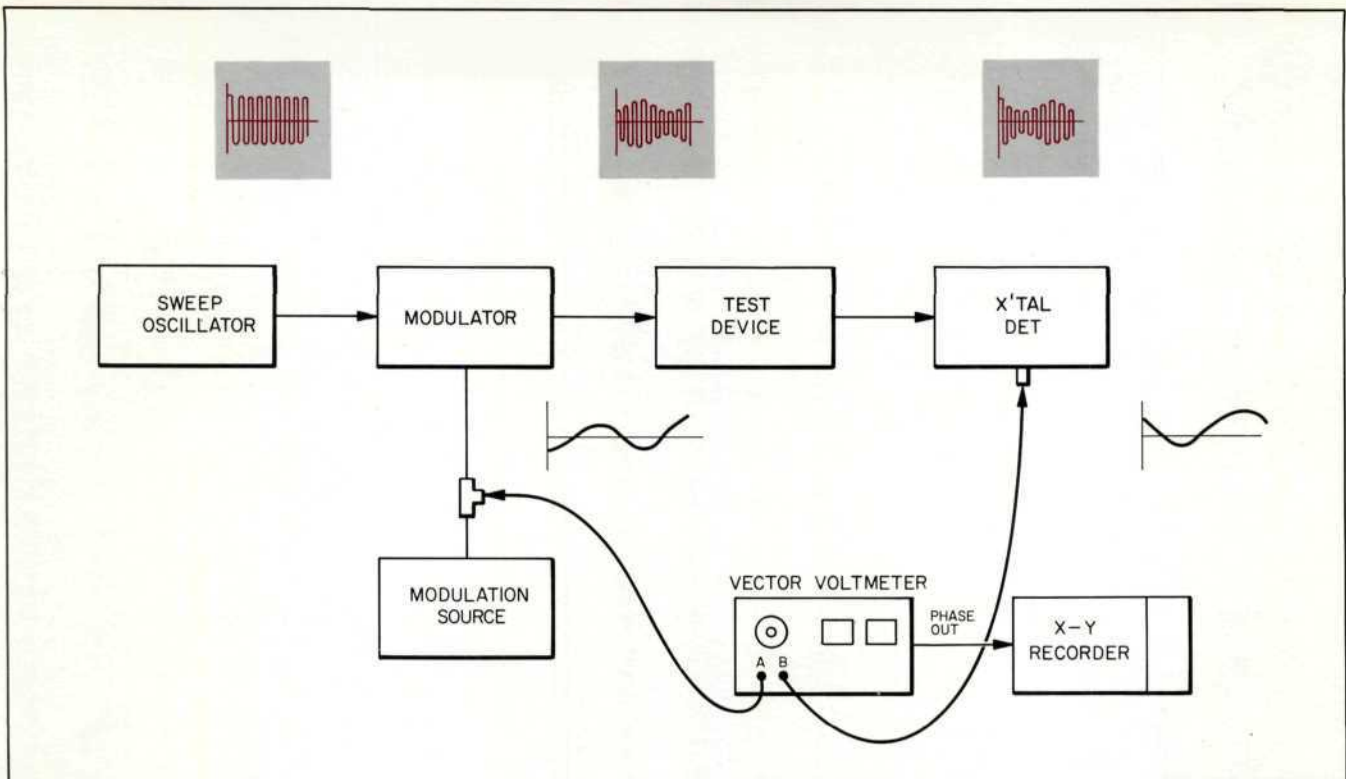 SWEEP
OSCILLATOR
MODULATOR
TEST
DEVICE
X'TAL
DET
MODULATION
SOURCE
VECTOR VOLTMETER
A B
PHASE
OUT
X-Y
RECORDER